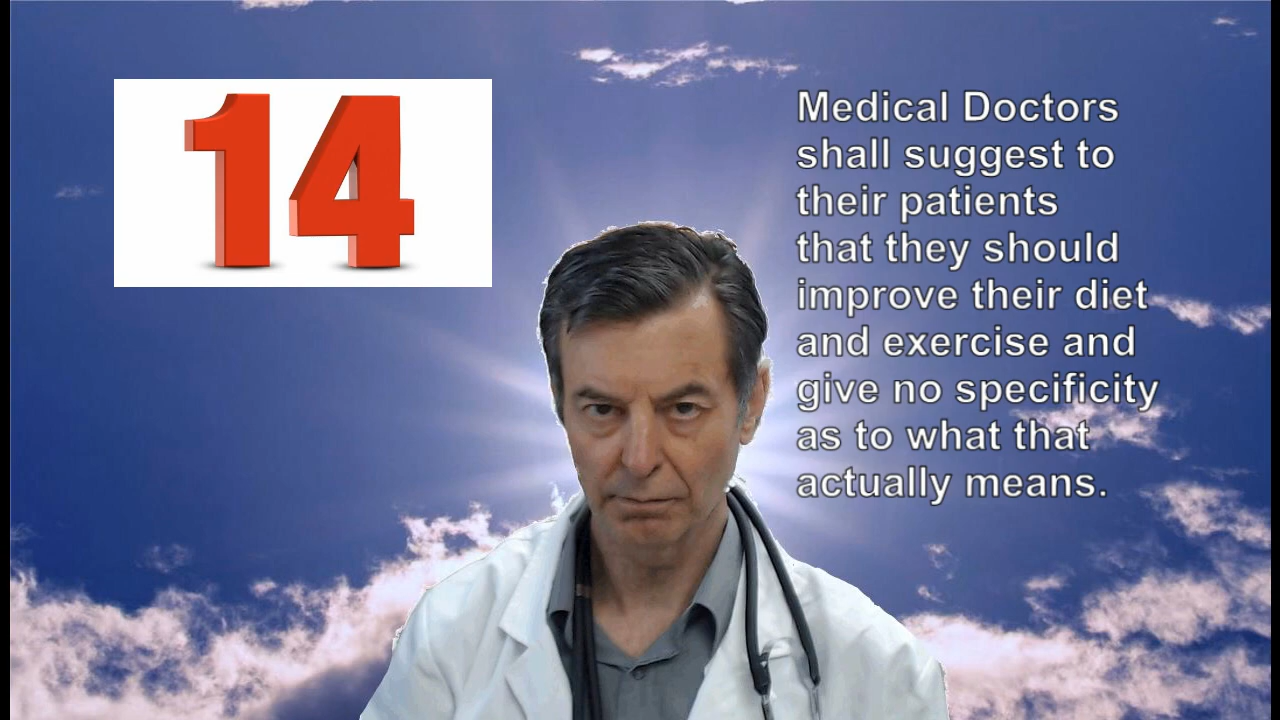 14
Medical Doctors
shall suggest to
their patients
that they should
improve their diet
and exercise and
give no specificity
as to what that
actually means.